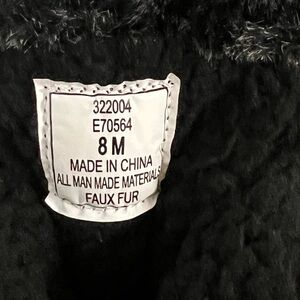 322004
E70564
8 M
MADE IN CHINA
ALL MAN MADE MATERIALS
FAUX FUR